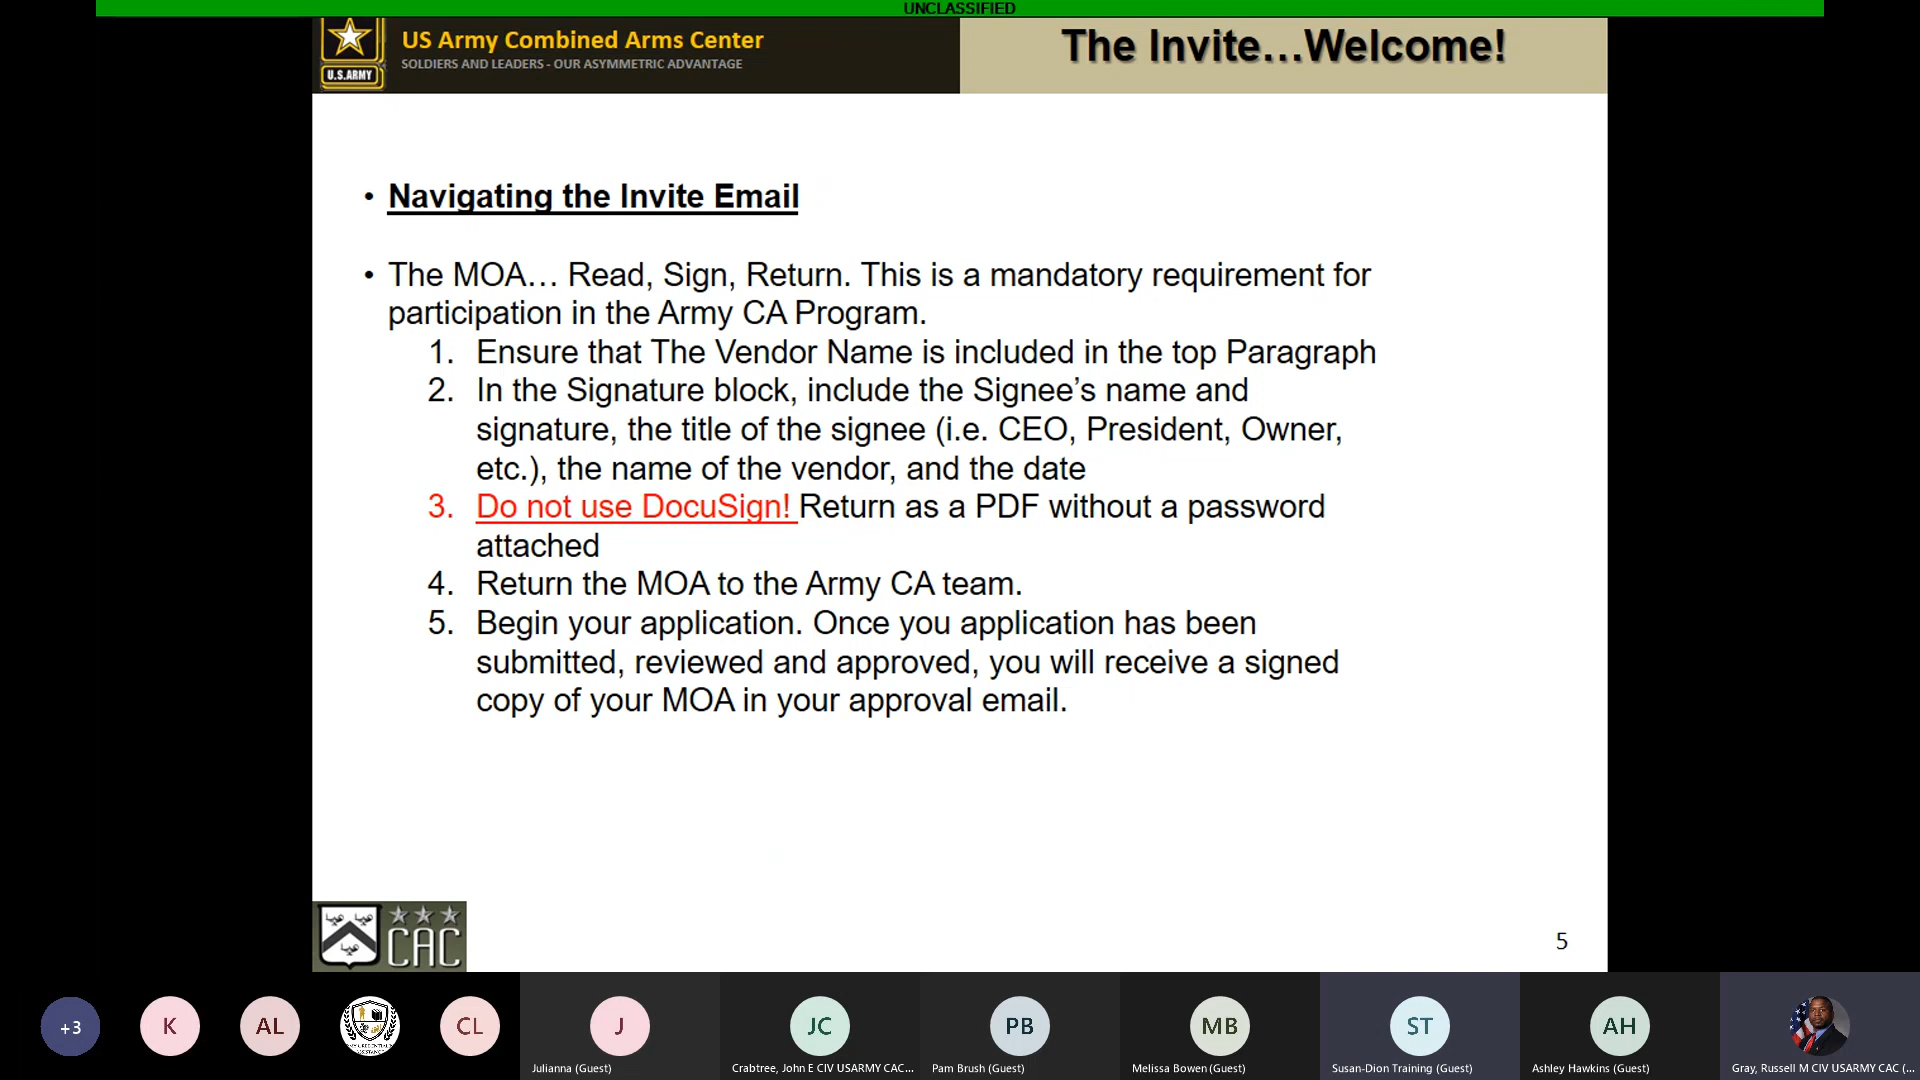 UNCLASSIFIED
U.S.ARMY
US Army Combined Arms Center
SOLDIERS AND LEADERS - OUR ASYMMETRIC ADVANTAGE
The Invite…Welcome!
• Navigating the Invite Email
• The MOA… Read, Sign, Return. This is a mandatory requirement for
participation in the Army CA Program.
1. Ensure that The Vendor Name is included in the top Paragraph
2. In the Signature block, include the Signee’s name and
signature, the title of the signee (i.e. CEO, President, Owner,
etc.), the name of the vendor, and the date
3. Do not use DocuSign! Return as a PDF without a password
attached
4. Return the MOA to the Army CA team.
5. Begin your application. Once you application has been
submitted, reviewed and approved, you will receive a signed
copy of your MOA in your approval email.
CAC
5
+3
K
AL
CL
J
JC
PB
MB
ST
AH
Julianna (Guest)
Crabtree, John E CIV USARMY CAC...
Pam Brush (Guest)
Melissa Bowen (Guest)
Susan-Dion Training (Guest)
Ashley Hawkins (Guest)
Gray, Russell M CIV USARMY CAC (...